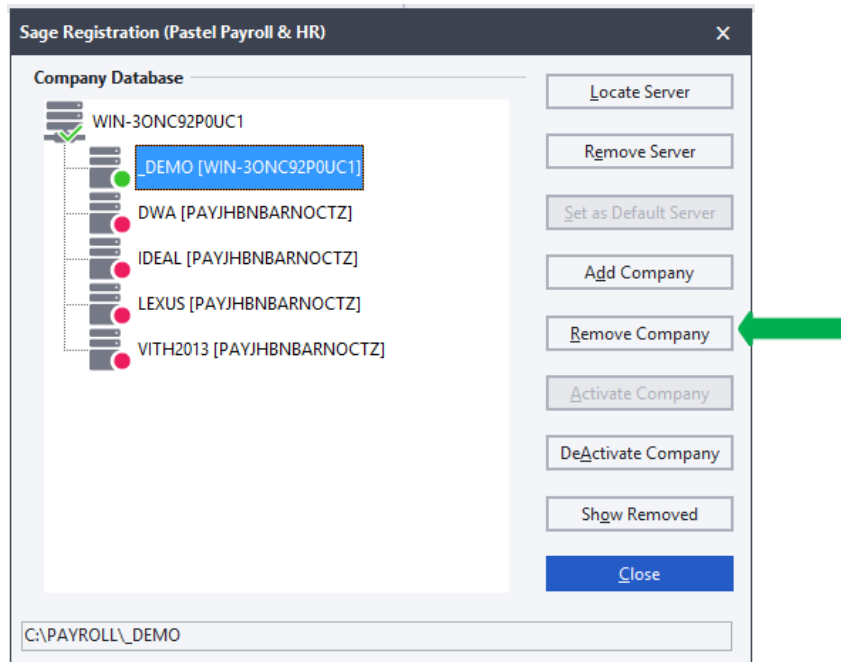 Sage Registration (Pastel Payroll & HR)
Company Database
WIN-3ONC92P0UC1
_DEMO [WIN-3ONC92P0UC1]
DWA [PAYJHBNBARNOCTZ]
IDEAL [PAYJHBNBARNOCTZ]
LEXUS [PAYJHBNBARNOCTZ]
VITH2013 [PAYJHBNBARNOCTZ]
Locate Server
Remove Server
Set as Default Server
Add Company
Remove Company
Activate Company
DeActivate Company
Show Removed
Close
C:\PAYROLL\_DEMO